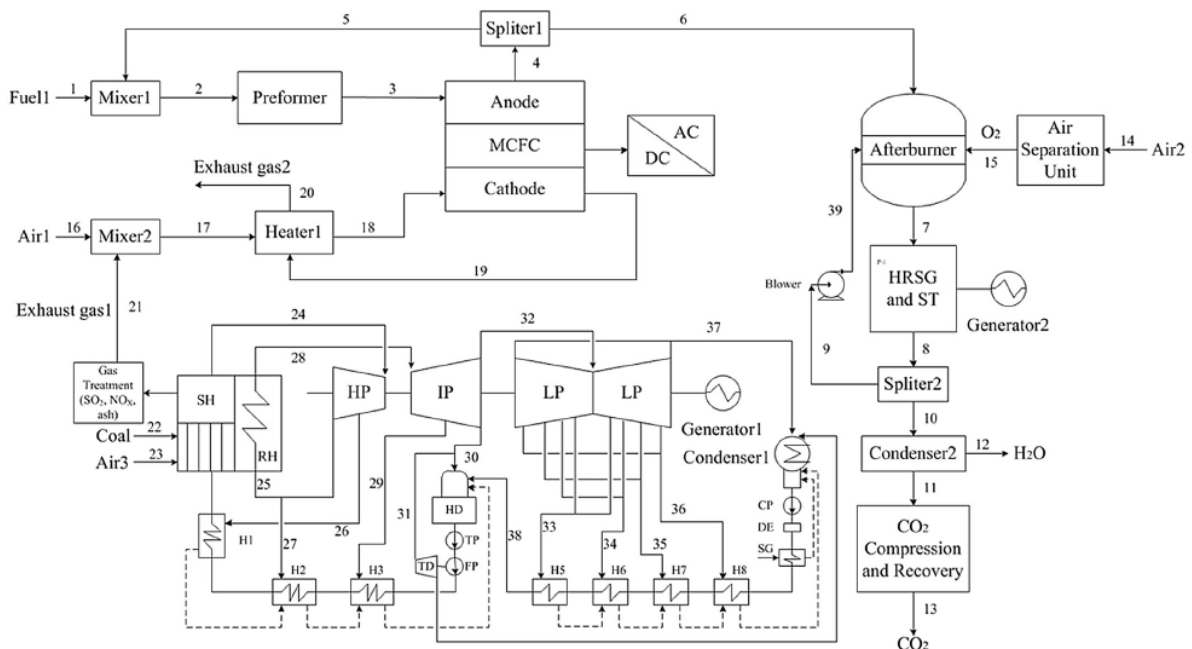 5
Spliter1
6
4
Fuel1
1
Mixer1
2
Preformer
3
Anode
MCFC
Cathode
AC
DC
Afterburner
O2
15
Air
Separation
Unit
14
Air2
Exhaust gas2
20
39
7
Air1
16
Mixer2
17
Heater1
18
19
Blower
HRSG
and ST
Generator2
Exhaust gas1
21
24
28
32
37
9
8
Spliter2
Gas
Treatment
(SO2, NOX,
ash)
SH
RH
HP
IP
LP
LP
Generator1
Condenser1
10
Coal
22
Air3
23
Condenser2
12
H2O
25
26
27
29
30
31
HD
38
33
34
35
36
CP
DE
SG
11
H1
H2
H3
TP
FP
TD
H5
H6
H7
H8
CO2
Compression
and Recovery
13
CO2